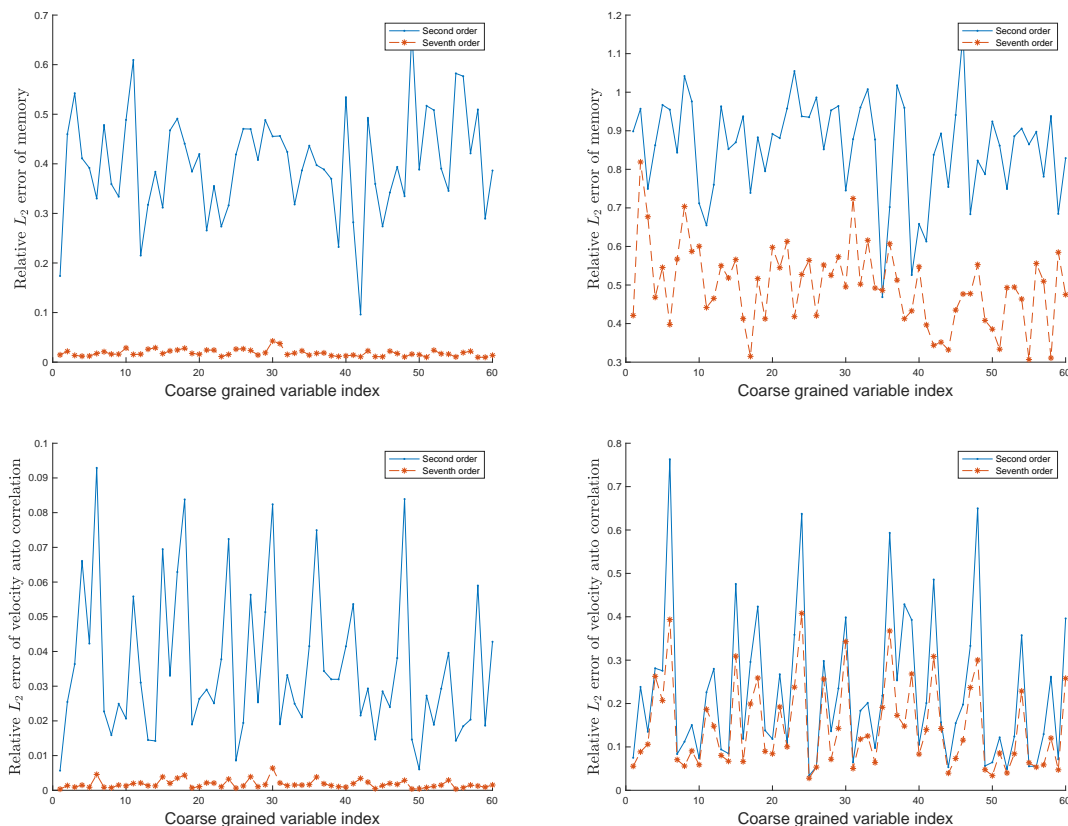 Relative L2 error of memory
0.7
0.6
0.5
0.4
0.3
0.2
0.1
0
Second order
Seventh order
0 10 20 30 40 50 60
Coarse grained variable index
Relative L2 error of memory
1.2
1.1
1
0.9
0.8
0.7
0.6
0.5
0.4
0.3
Second order
Seventh order
0 10 20 30 40 50 60
Coarse grained variable index
Relative L2 error of velocity auto correlation
0.1
0.09
0.08
0.07
0.06
0.05
0.04
0.03
0.02
0.01
0
Second order
Seventh order
0 10 20 30 40 50 60
Coarse grained variable index
Relative L2 error of velocity auto correlation
0.8
0.7
0.6
0.5
0.4
0.3
0.2
0.1
0
Second order
Seventh order
0 10 20 30 40 50 60
Coarse grained variable index